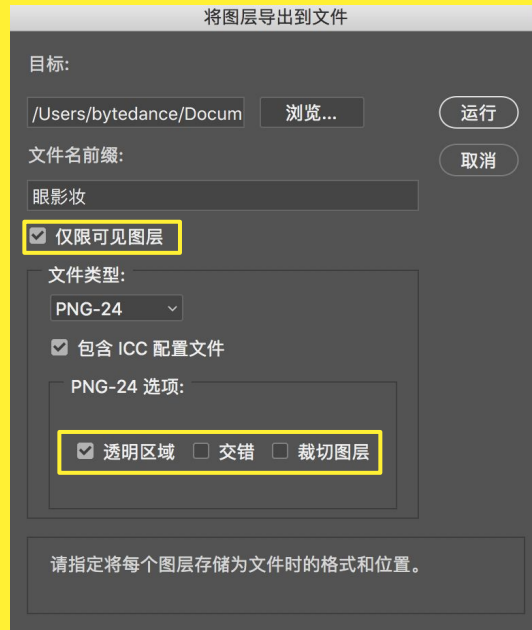 将图层导出到文件
目标:
/Users/bytedance/Docum 浏览... 运行
文件名前缀: 取消
眼影妆
仅限可见图层
文件类型:
PNG-24
包含 ICC 配置文件
PNG-24 选项:
透明区域 交错 裁切图层
请指定将每个图层存储为文件时的格式和位置。